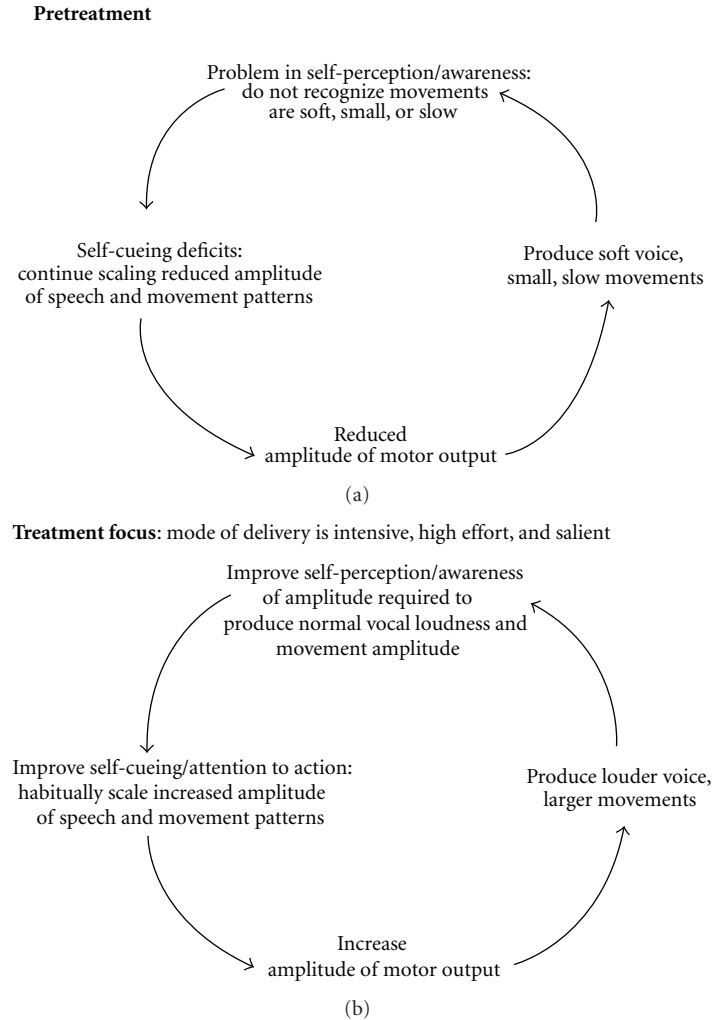 Pretreatment
Problem in self-perception/awareness:
do not recognize movements
are soft, small, or slow
Self-cueing deficits:
continue scaling reduced amplitude
of speech and movement patterns
Produce soft voice,
small, slow movements
Reduced
amplitude of motor output
(a)
Treatment focus: mode of delivery is intensive, high effort, and salient
Improve self-perception/awareness
of amplitude required to
produce normal vocal loudness and
movement amplitude
Improve self-cueing/attention to action:
habitually scale increased amplitude
of speech and movement patterns
Produce louder voice,
larger movements
Increase
amplitude of motor output
(b)